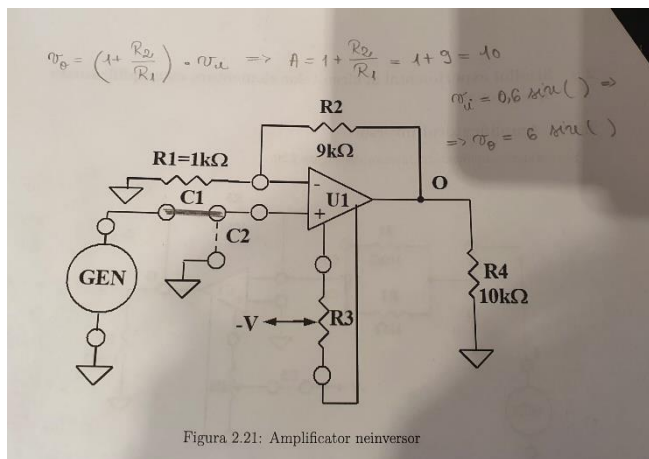 v₀ = (1+ R2/R1) · vᵢ => A = 1 + R2/R1 = 1 + 9 = 10
vᵢ = 0,6 sin( ) =>
=> v₀ = 6 sin( )
R2
9kΩ
R1=1kΩ
-
U1
+
O
C1
C2
GEN
R4
10kΩ
-V
R3
Figura 2.21: Amplificator neinversor